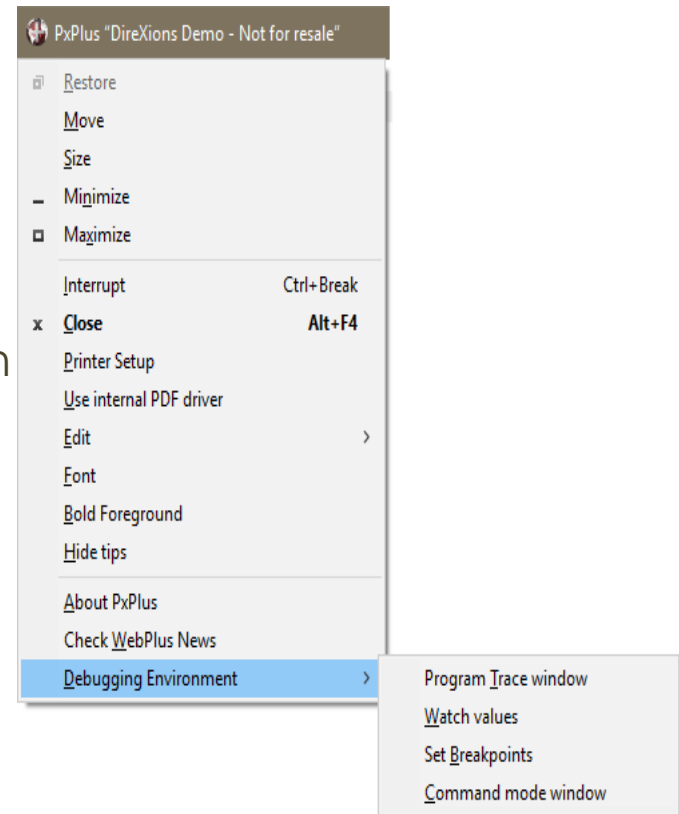 PxPlus "DireXions Demo - Not for resale"
Restore
Move
Size
Minimize
Maximize
Interrupt Ctrl+Break
x Close Alt+F4
Printer Setup
Use internal PDF driver
Edit >
Font
Bold Foreground
Hide tips
About PxPlus
Check WebPlus News
Debugging Environment >
Program Trace window
Watch values
Set Breakpoints
Command mode window